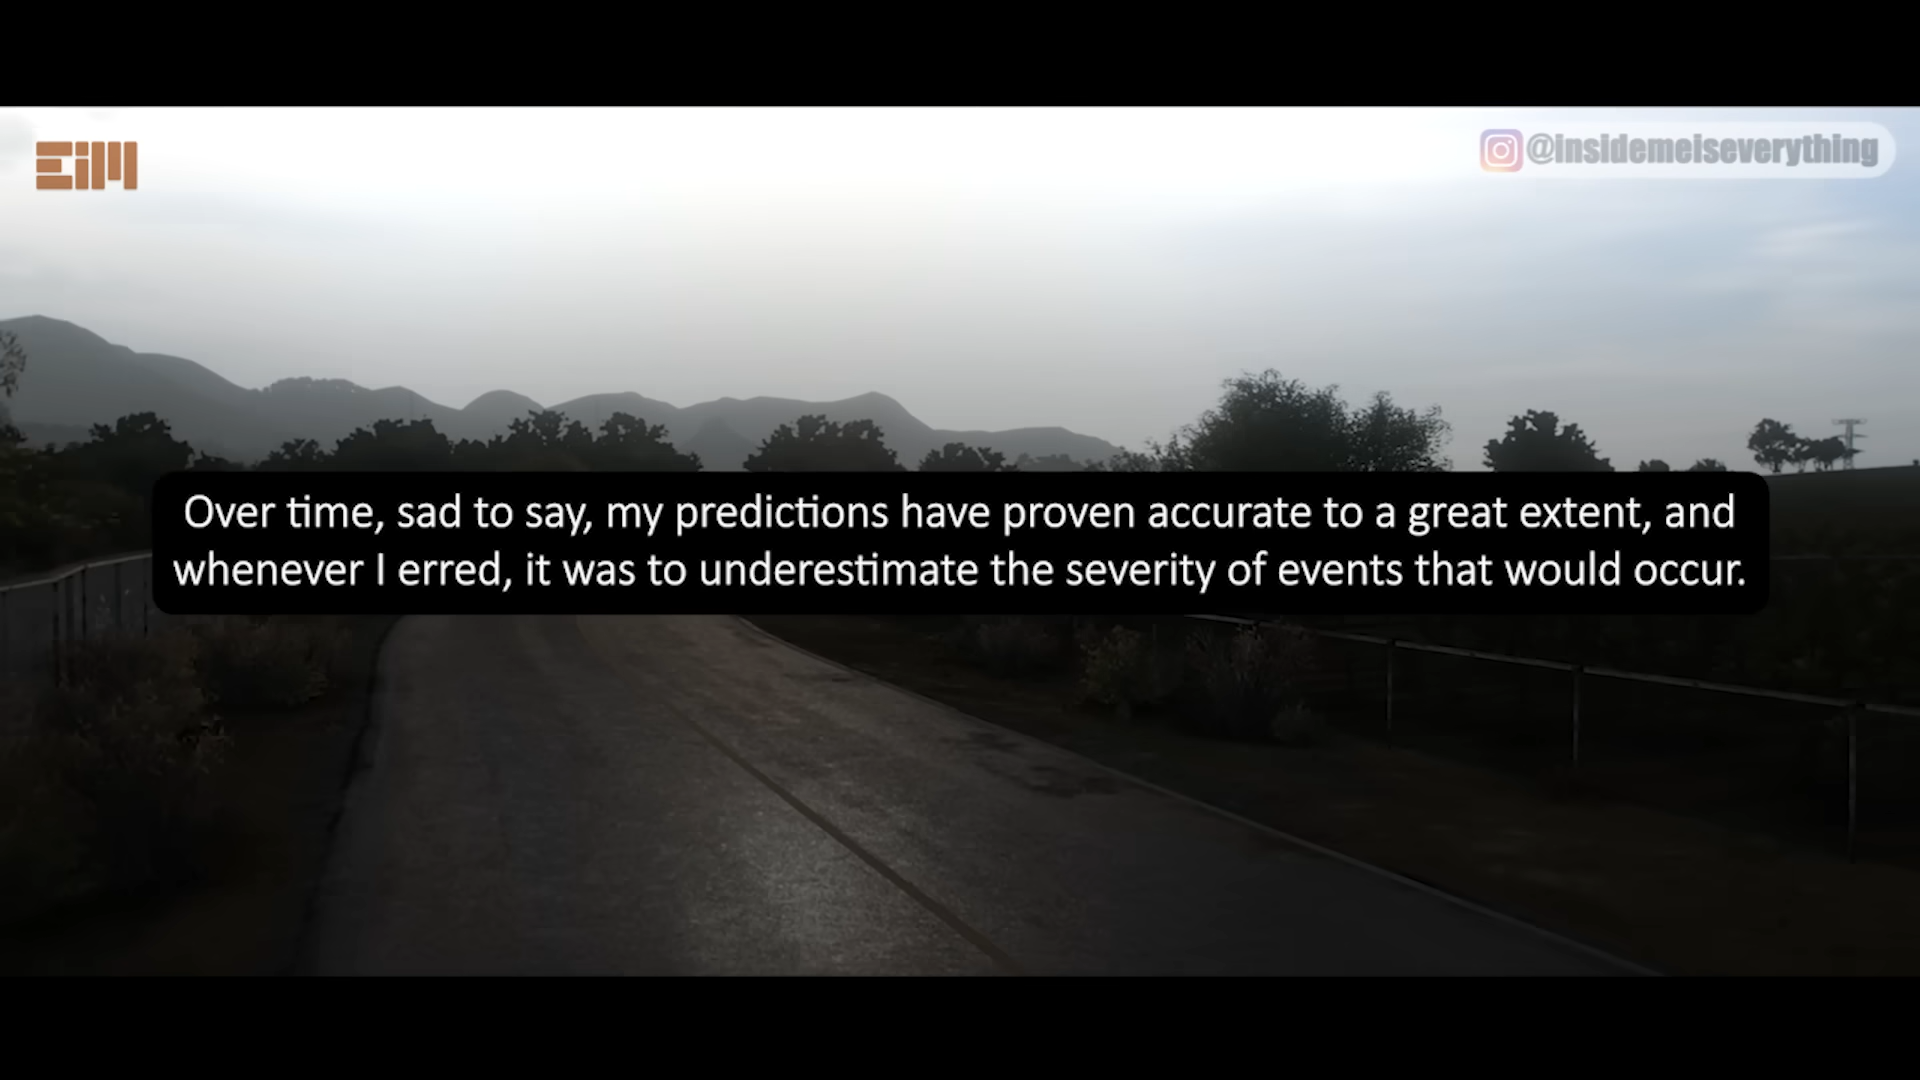 EiM
@insidemeiseverything
Over time, sad to say, my predictions have proven accurate to a great extent, and
whenever I erred, it was to underestimate the severity of events that would occur.